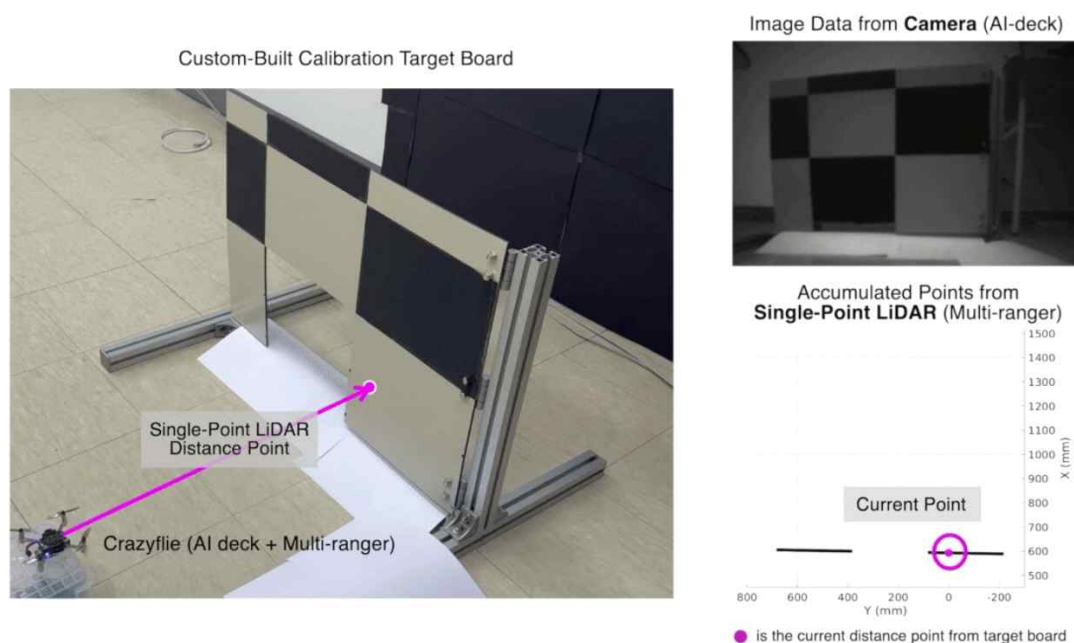 Custom-Built Calibration Target Board
Single-Point LiDAR
Distance Point
Crazyflie (AI deck + Multi-ranger)
Image Data from Camera (AI-deck)
Accumulated Points from
Single-Point LiDAR (Multi-ranger)
1500
1400
1300
1200
1100
1000
900
800
700
600
500
X (mm)
Current Point
800 600 400 200 0 -200
Y (mm)
is the current distance point from target board